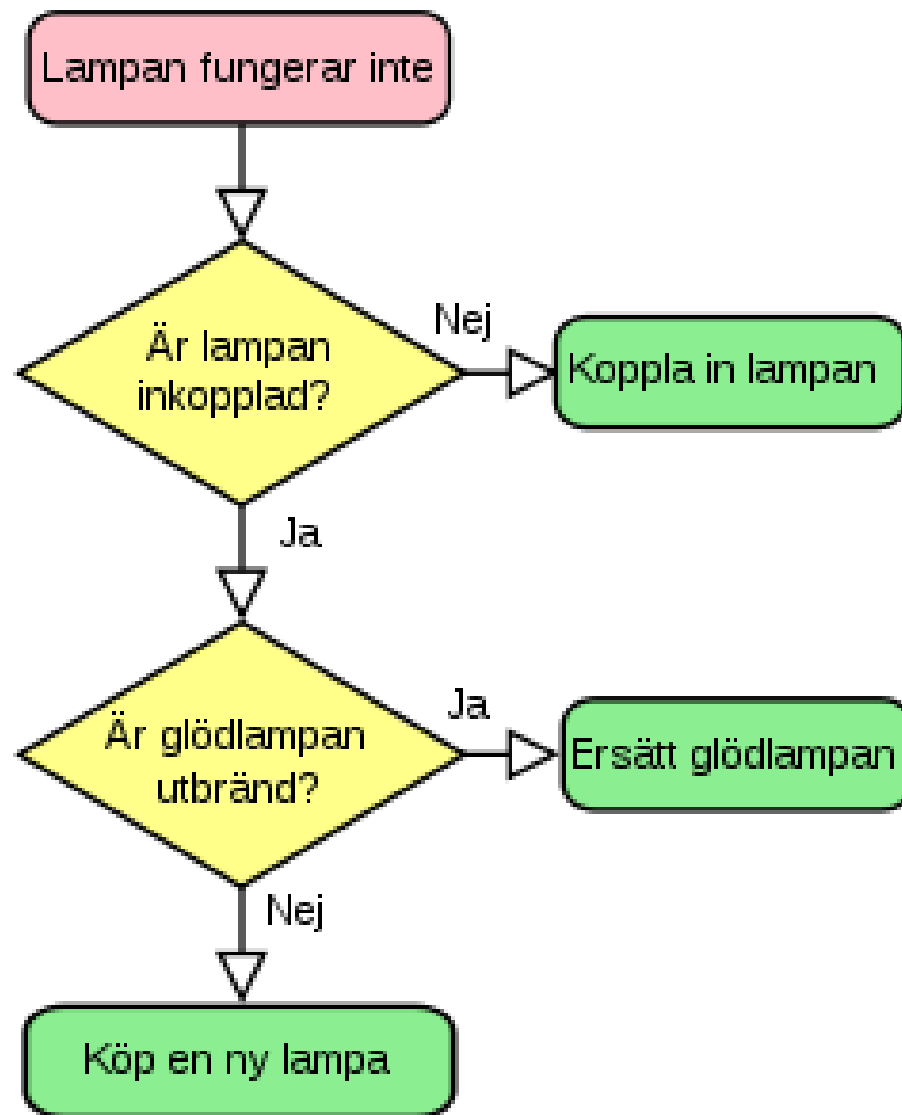 Lampan fungerar inte
Är lampan
inkopplad?
Nej
Koppla in lampan
Ja
Är glödlampan
utbränd?
Ja
Ersätt glödlampan
Nej
Köp en ny lampa